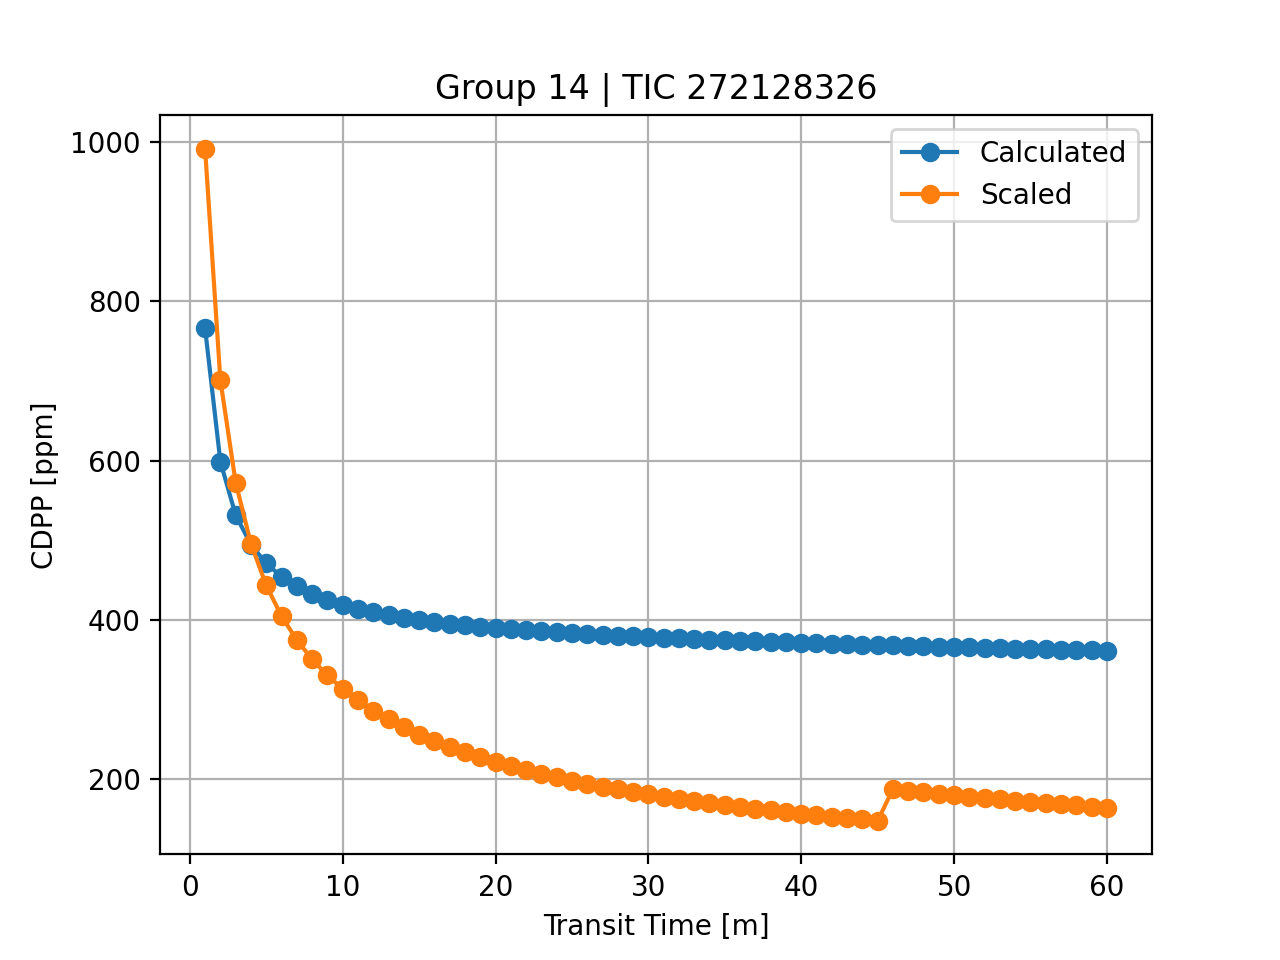 Group 14 | TIC 272128326
Calculated
Scaled
1000
800
600
400
200
CDPP [ppm]
0 10 20 30 40 50 60
Transit Time [m]